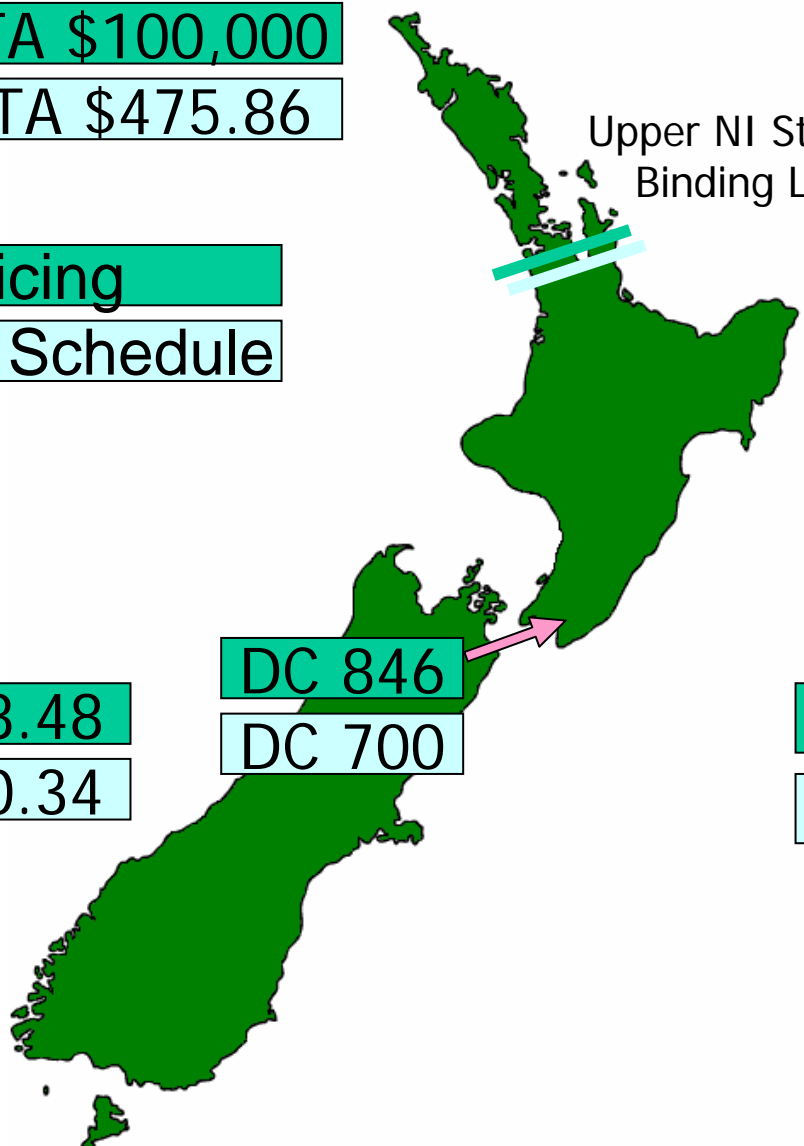 TA $100,000
TA $475.86
Upper NI St
Binding L
icing
Schedule
DC 846
DC 700
3.48
0.34